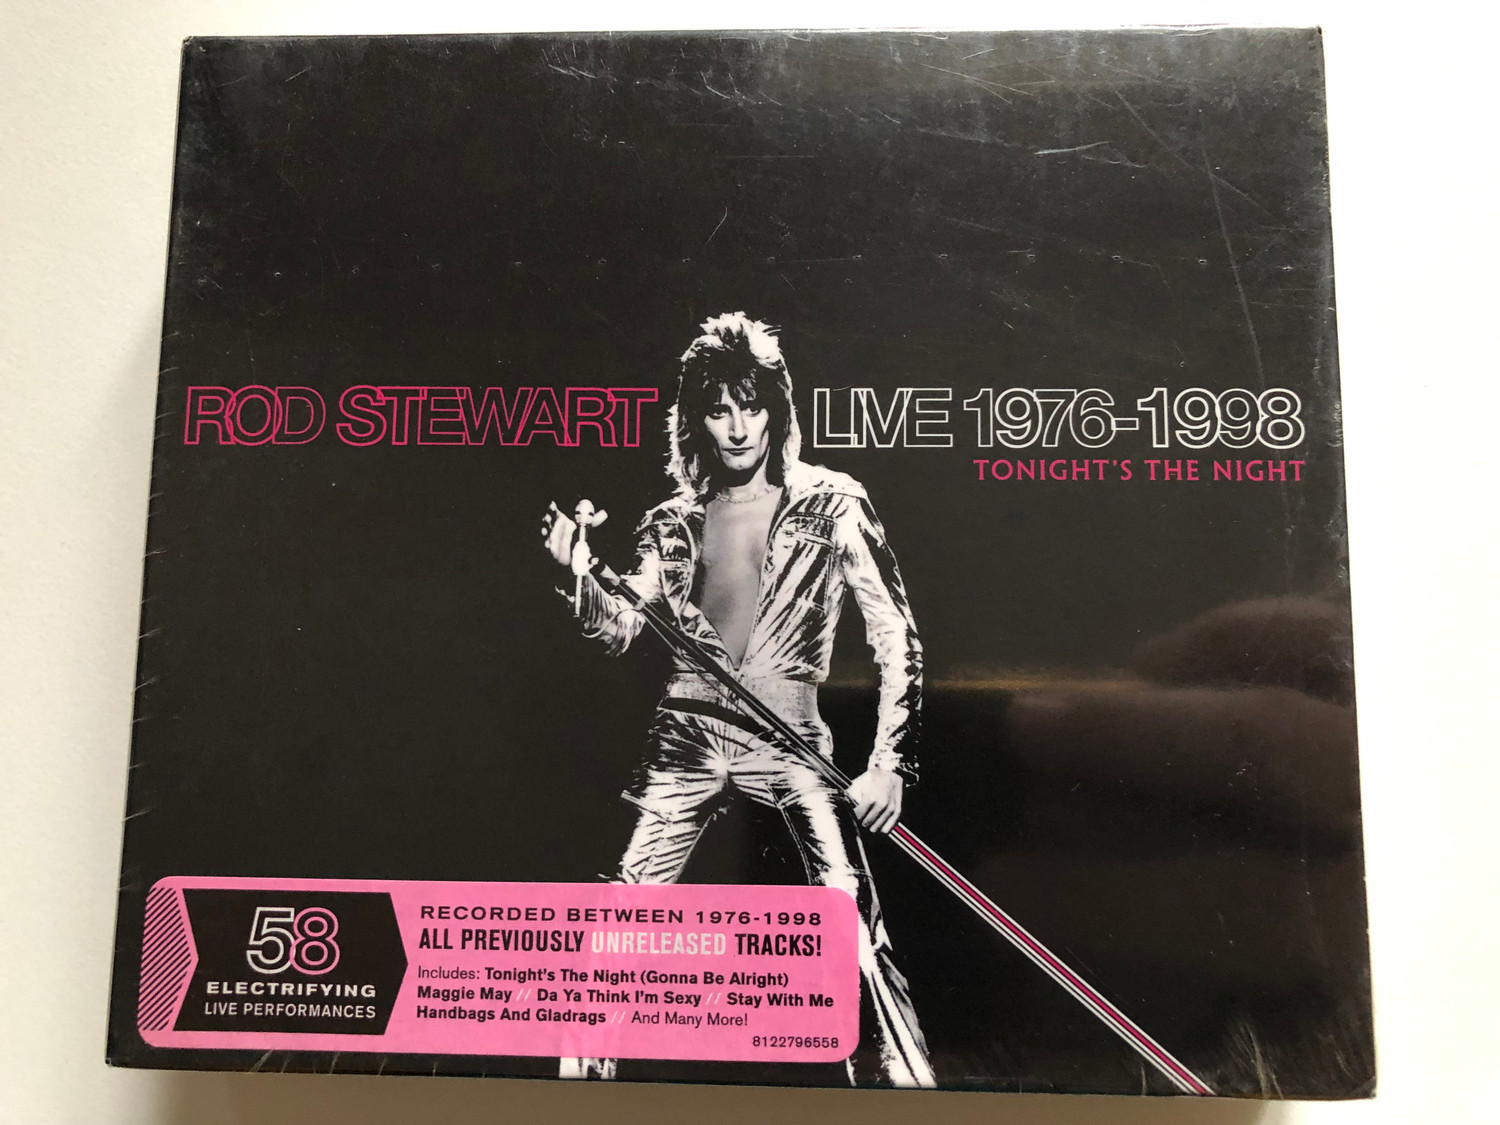 ROD STEWART LIVE 1976-1998
TONIGHT'S THE NIGHT
58
ELECTRIFYING
LIVE PERFORMANCES
RECORDED BETWEEN 1976-1998
ALL PREVIOUSLY UNRELEASED TRACKS!
Includes: Tonight's The Night (Gonna Be Alright)
Maggie May // Da Ya Think I'm Sexy // Stay With Me
Handbags And Gladrags // And Many More!
8122796558